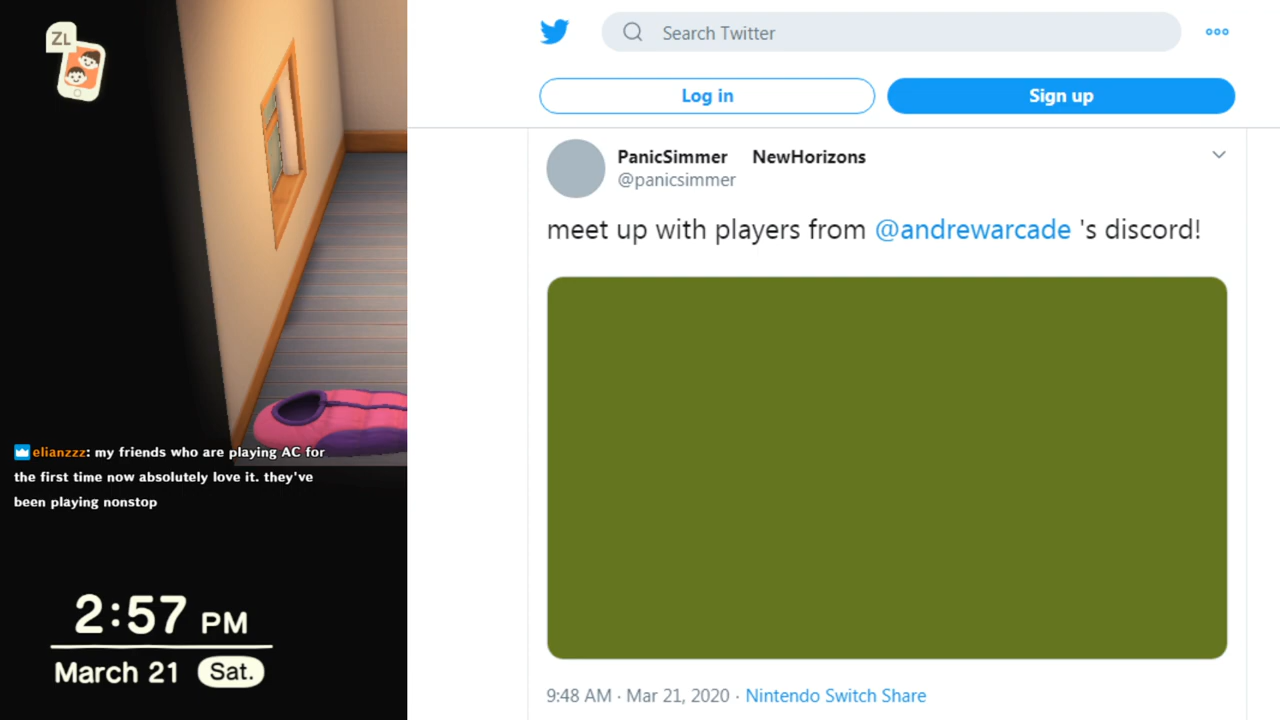 ZL
elianzzz: my friends who are playing AC for
the first time now absolutely love it. they've
been playing nonstop
2:57 PM
March 21 Sat.
Search Twitter
Log in
Sign up
PanicSimmer NewHorizons
@panicsimmer
meet up with players from @andrewarcade 's discord!
9:48 AM · Mar 21, 2020 · Nintendo Switch Share